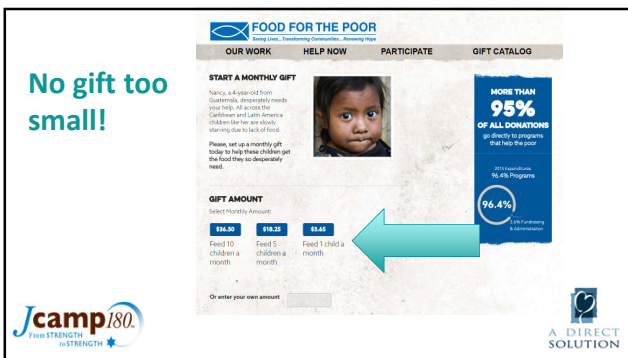 No gift too
small!
FOOD FOR THE POOR
Saving Lives... Transforming Communities... Renewing Hope
OUR WORK HELP NOW PARTICIPATE GIFT CATALOG
START A MONTHLY GIFT
Nancy, a 4-year-old from
Guatemala, desperately needs
your help. All across the
Caribbean and Latin America
children like her are slowly
starving due to lack of food.
Please, set up a monthly gift
today to help these children get
the food they so desperately
need.
MORE THAN
95%
OF ALL DONATIONS
go directly to programs
that help the poor
2015 Expenditures
96.4% Programs
96.4%
3.6% Fundraising
& Administration
GIFT AMOUNT
Select Monthly Amount:
$36.50 $18.25 $3.65
Feed 10 Feed 5 Feed 1 child a
children a children a month
month month
Or enter your own amount
Jcamp180
From STRENGTH
to STRENGTH
A DIRECT
SOLUTION